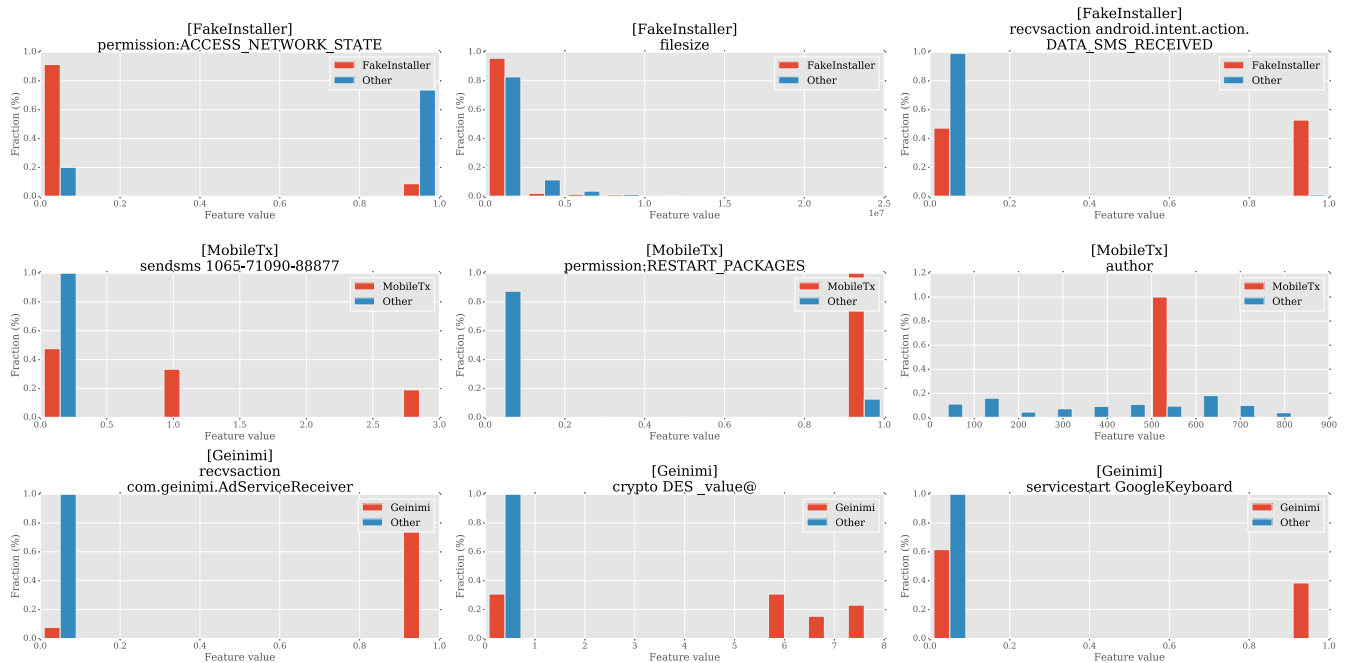 [FakeInstaller]
permission:ACCESS_NETWORK_STATE
Fraction (%)
1.0
0.8
0.6
0.4
0.2
0.0
0.0 0.2 0.4 0.6 0.8 1.0
Feature value
FakeInstaller
Other
[FakeInstaller]
filesize
Fraction (%)
1.0
0.8
0.6
0.4
0.2
0.0
0.0 0.5 1.0 1.5 2.0 2.5
1e7
Feature value
FakeInstaller
Other
[FakeInstaller]
recvsaction android.intent.action.
DATA_SMS_RECEIVED
Fraction (%)
1.0
0.8
0.6
0.4
0.2
0.0
0.0 0.2 0.4 0.6 0.8 1.0
Feature value
FakeInstaller
Other
[MobileTx]
sendsms 1065-71090-88877
Fraction (%)
1.0
0.8
0.6
0.4
0.2
0.0
0.0 0.5 1.0 1.5 2.0 2.5 3.0
Feature value
MobileTx
Other
[MobileTx]
permission:RESTART_PACKAGES
Fraction (%)
1.0
0.8
0.6
0.4
0.2
0.0
0.0 0.2 0.4 0.6 0.8 1.0
Feature value
MobileTx
Other
[MobileTx]
author
Fraction (%)
1.2
1.0
0.8
0.6
0.4
0.2
0.0
0 100 200 300 400 500 600 700 800 900
Feature value
MobileTx
Other
[Geinimi]
recvsaction
com.geinimi.AdServiceReceiver
Fraction (%)
1.0
0.8
0.6
0.4
0.2
0.0
0.0 0.2 0.4 0.6 0.8 1.0
Feature value
Geinimi
Other
[Geinimi]
crypto DES _value@
Fraction (%)
1.0
0.8
0.6
0.4
0.2
0.0
0 1 2 3 4 5 6 7 8
Feature value
Geinimi
Other
[Geinimi]
servicestart GoogleKeyboard
Fraction (%)
1.0
0.8
0.6
0.4
0.2
0.0
0.0 0.2 0.4 0.6 0.8 1.0
Feature value
Geinimi
Other